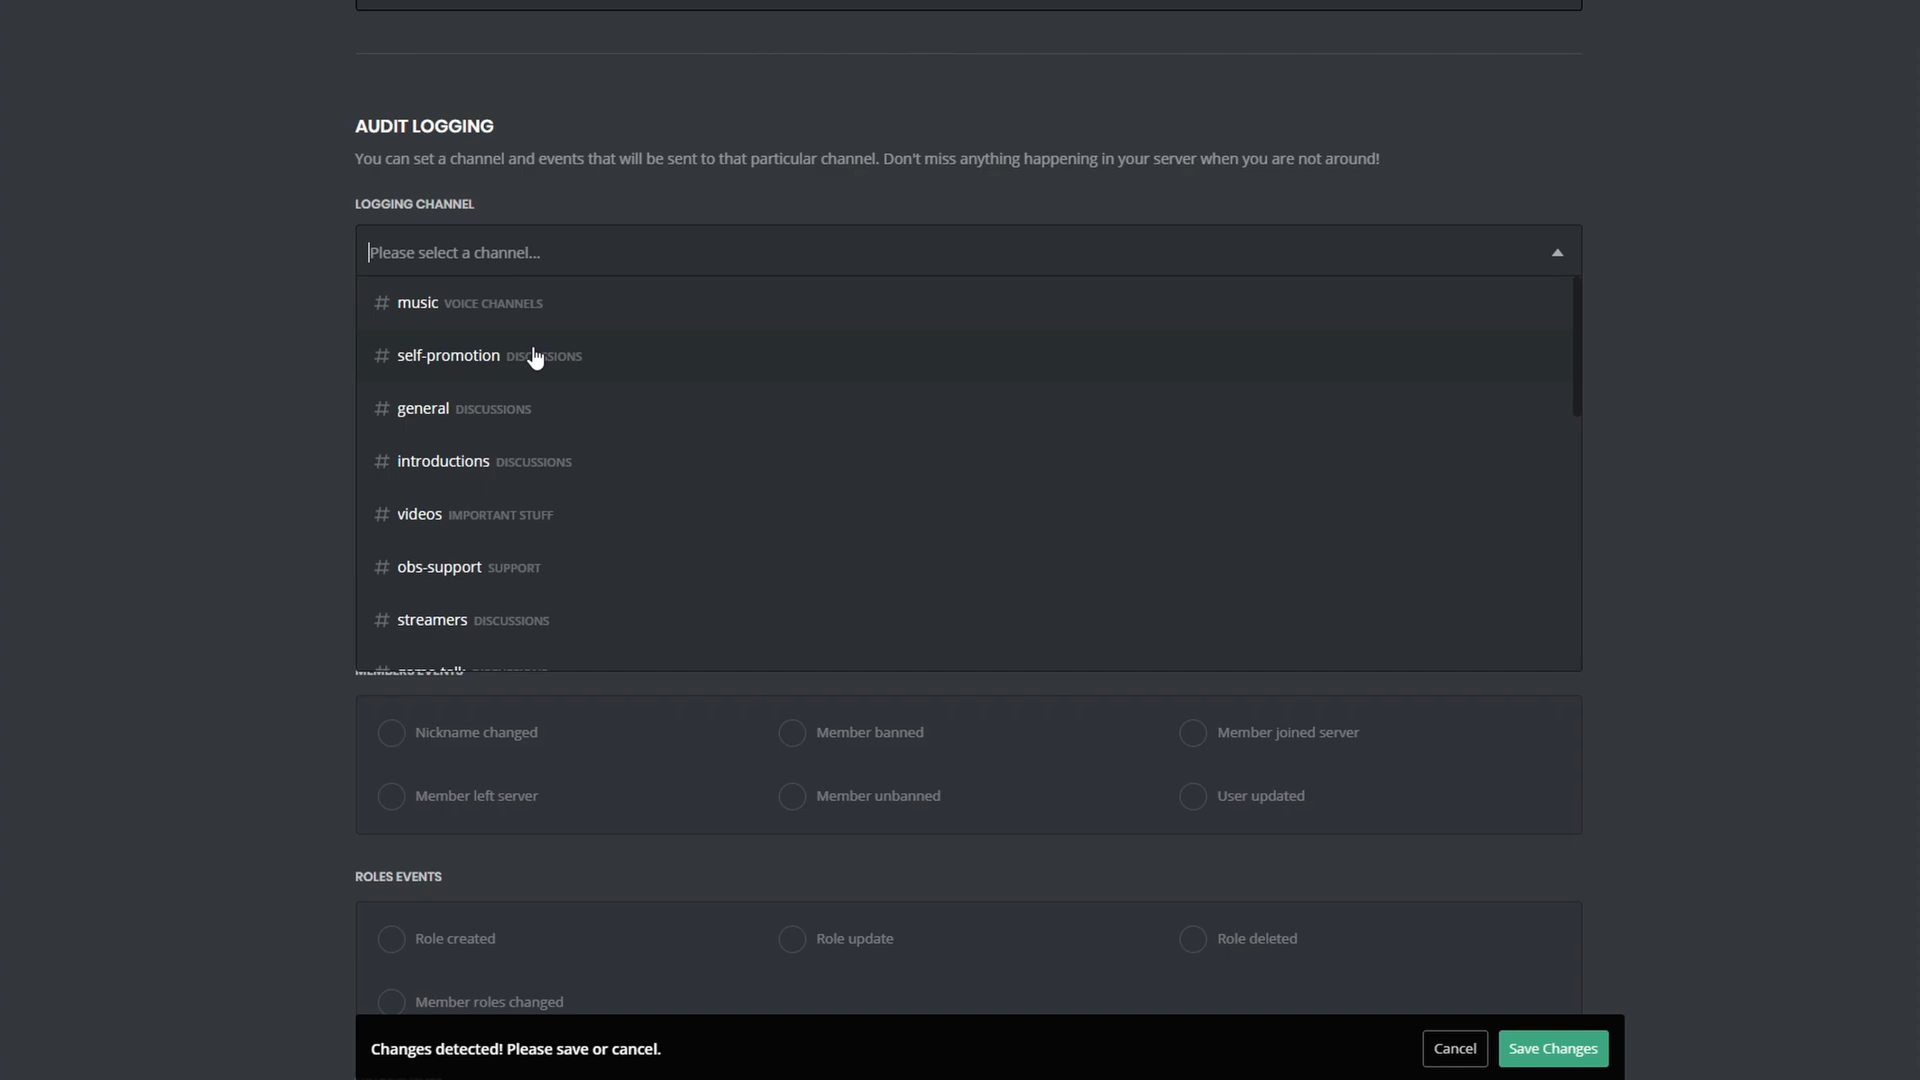 AUDIT LOGGING
You can set a channel and events that will be sent to that particular channel. Don't miss anything happening in your server when you are not around!
LOGGING CHANNEL
Please select a channel...
# music VOICE CHANNELS
# self-promotion DISCUSSIONS
# general DISCUSSIONS
# introductions DISCUSSIONS
# videos IMPORTANT STUFF
# obs-support SUPPORT
# streamers DISCUSSIONS
MEMBERS EVENTS
Nickname changed Member banned Member joined server
Member left server Member unbanned User updated
ROLES EVENTS
Role created Role update Role deleted
Member roles changed
Changes detected! Please save or cancel. Cancel Save Changes